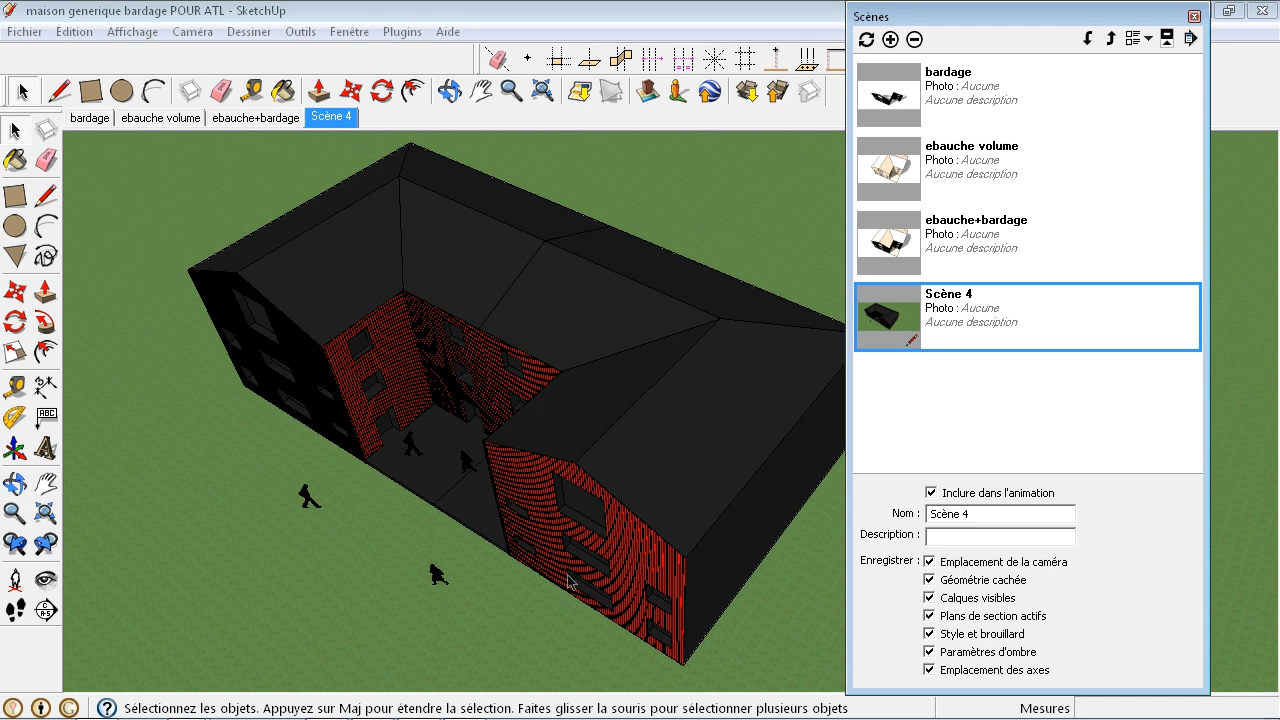 maison generique bardage POUR ATL - SketchUp
Fichier Édition Affichage Caméra Dessiner Outils Fenêtre Plugins Aide
bardage ebauche volume ebauche+bardage Scène 4
Scènes
bardage
Photo : Aucune
Aucune description
ebauche volume
Photo : Aucune
Aucune description
ebauche+bardage
Photo : Aucune
Aucune description
Scène 4
Photo : Aucune
Aucune description
Inclure dans l'animation
Nom : Scène 4
Description :
Enregistrer : Emplacement de la caméra
Géométrie cachée
Calques visibles
Plans de section actifs
Style et brouillard
Paramètres d'ombre
Emplacement des axes
ABC
Sélectionnez les objets. Appuyez sur Maj pour étendre la sélection. Faites glisser la souris pour sélectionner plusieurs objets
Mesures